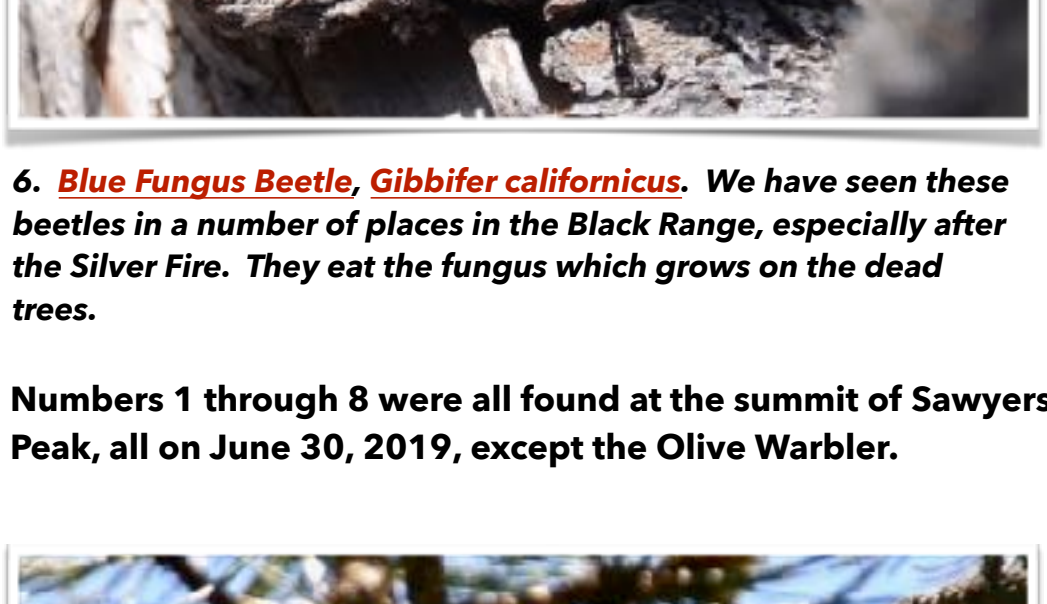 6.  Blue Fungus Beetle, Gibbifer californicus.  We have seen these
beetles in a number of places in the Black Range, especially after
the Silver Fire.  They eat the fungus which grows on the dead
trees.
Numbers 1 through 8 were all found at the summit of Sawyers
Peak, all on June 30, 2019, except the Olive Warbler.